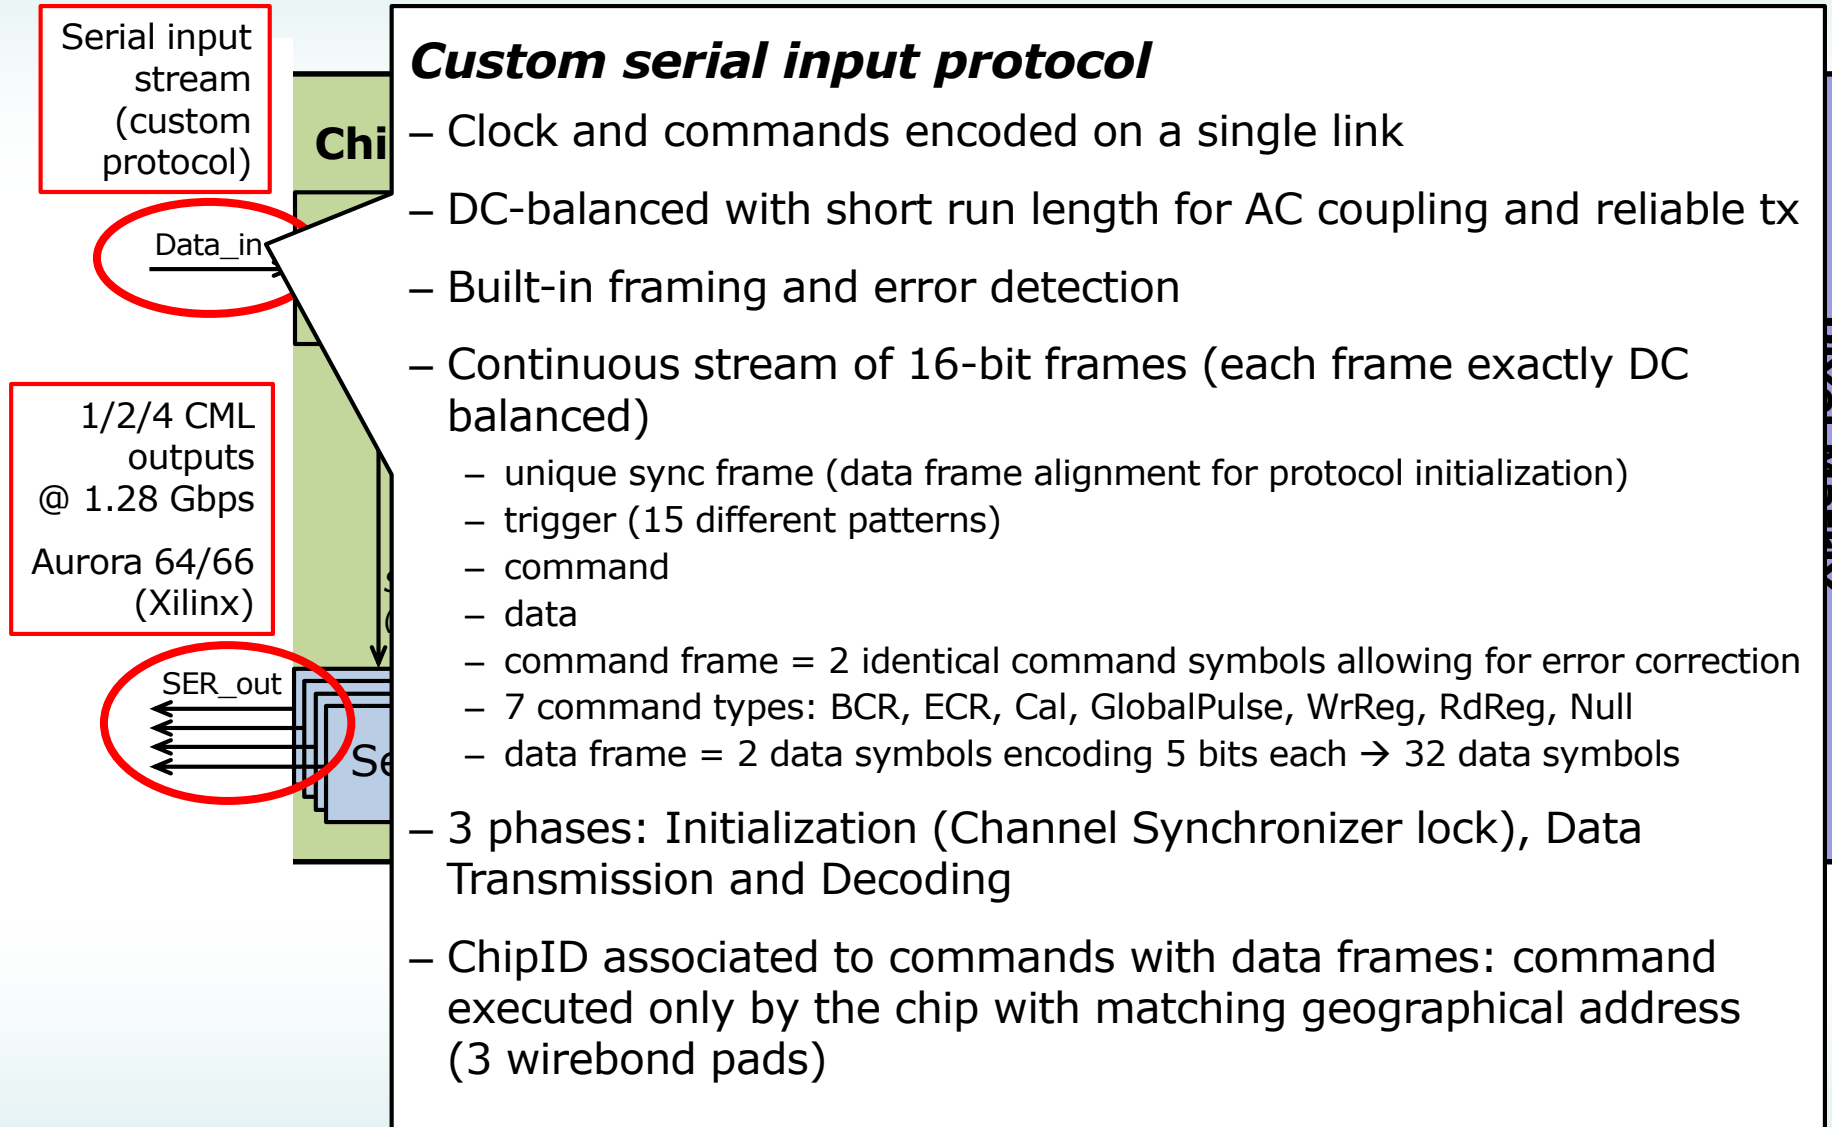 Serial input
stream
(custom
protocol)
Data_in
1/2/4 CML
outputs
@ 1.28 Gbps
Aurora 64/66
(Xilinx)
SER_out
Custom serial input protocol
– Clock and commands encoded on a single link
– DC-balanced with short run length for AC coupling and reliable tx
– Built-in framing and error detection
– Continuous stream of 16-bit frames (each frame exactly DC
balanced)
– unique sync frame (data frame alignment for protocol initialization)
– trigger (15 different patterns)
– command
– data
– command frame = 2 identical command symbols allowing for error correction
– 7 command types: BCR, ECR, Cal, GlobalPulse, WrReg, RdReg, Null
– data frame = 2 data symbols encoding 5 bits each → 32 data symbols
– 3 phases: Initialization (Channel Synchronizer lock), Data
Transmission and Decoding
– ChipID associated to commands with data frames: command
executed only by the chip with matching geographical address
(3 wirebond pads)